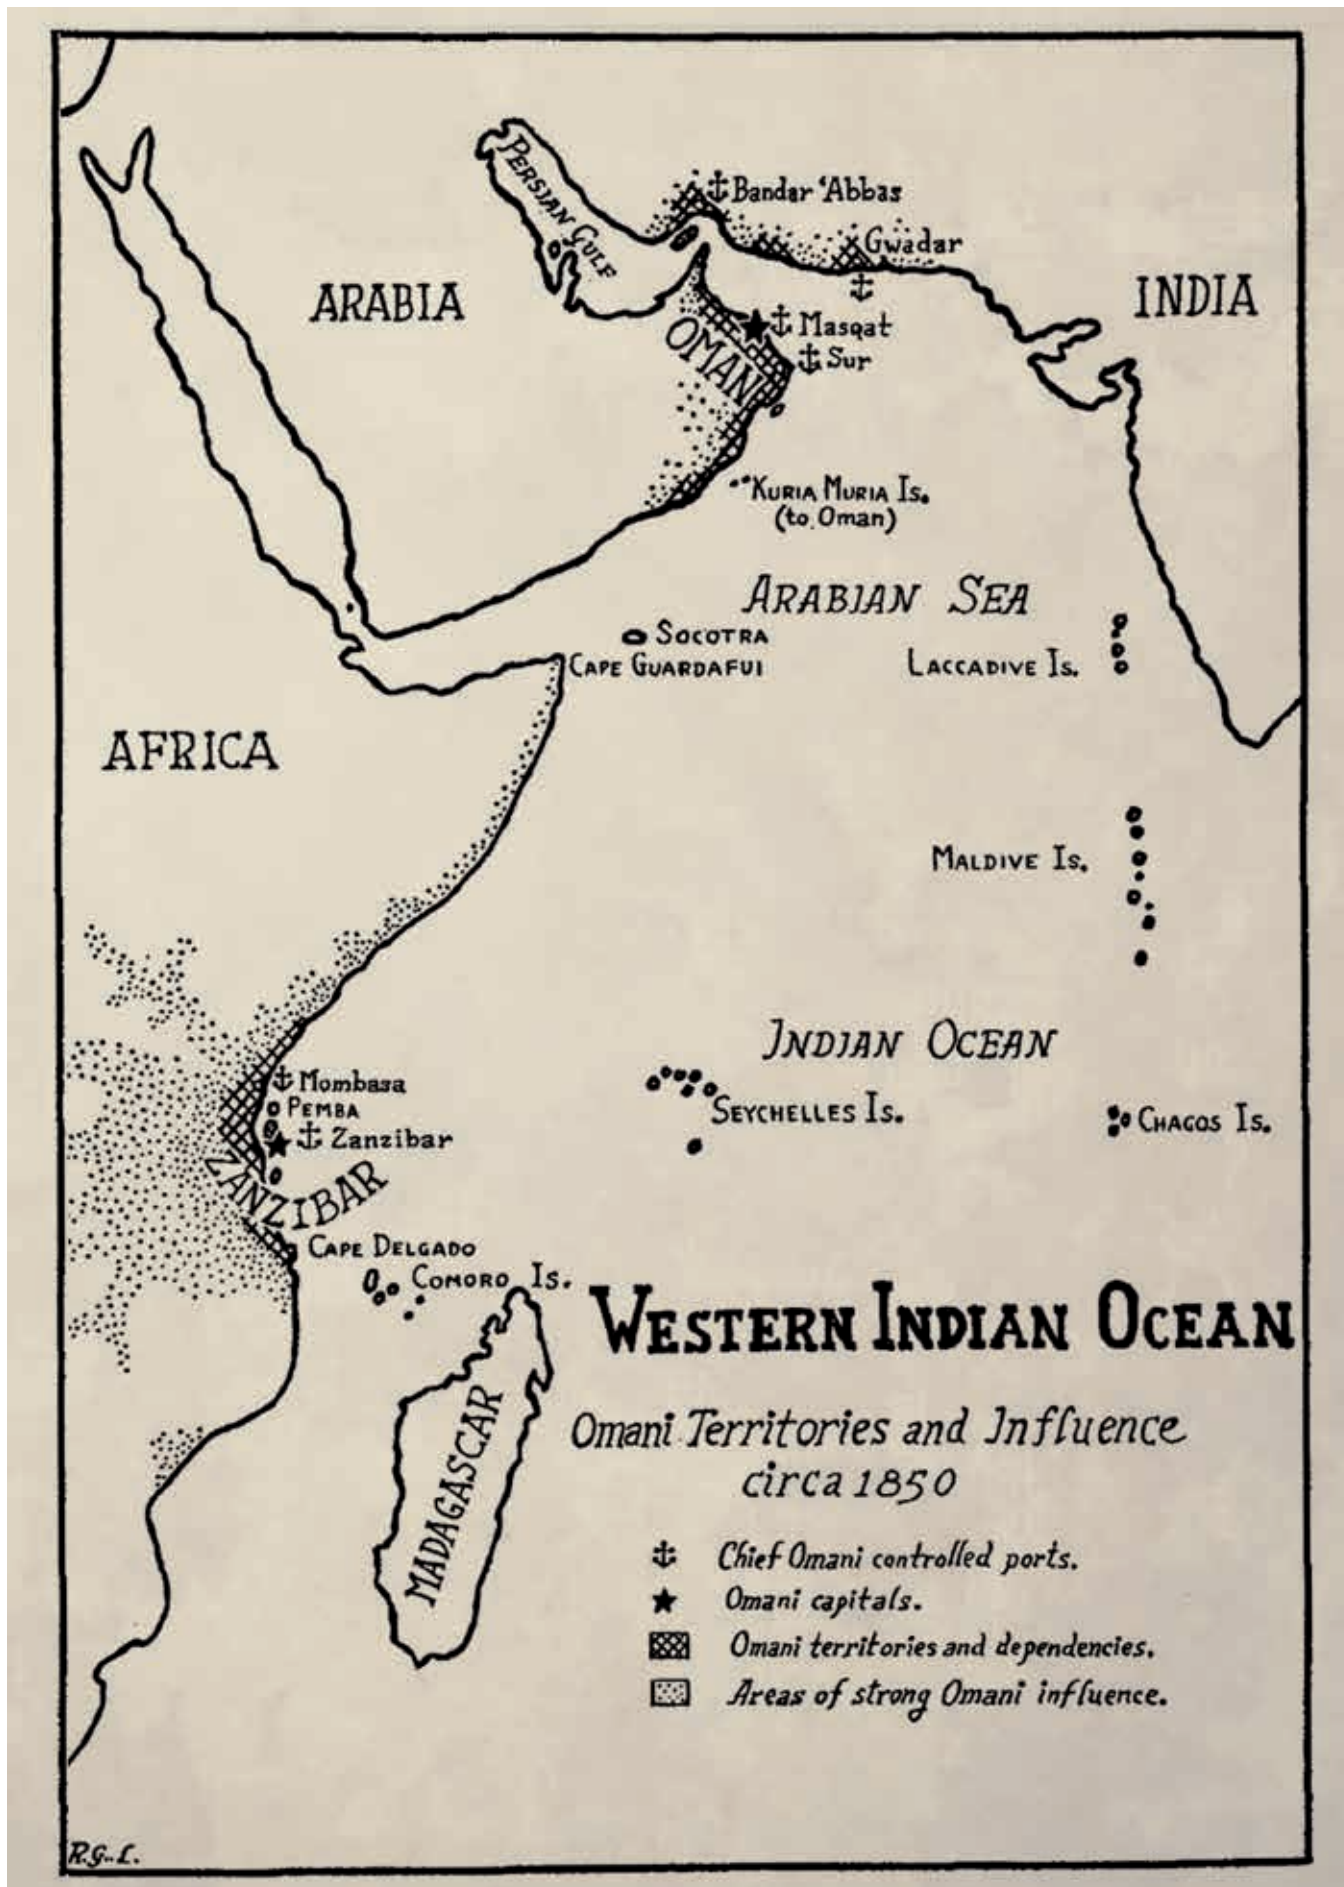 PERSIAN GULF
Bandar ‘Abbas
Gwadar
ARABIA
INDIA
Masqat
OMAN
Sur
KURIA MURIA Is.
(to Oman)
ARABIAN SEA
SOCOTRA
CAPE GUARDAFUI
LACCADIVE Is.
AFRICA
MALDIVE Is.
INDIAN OCEAN
Mombasa
PEMBA
SEYCHELLES Is.
CHAGOS Is.
Zanzibar
ZANZIBAR
CAPE DELGADO
COMORO Is.
MADAGASCAR
WESTERN INDIAN OCEAN
Omani Territories and Influence
circa 1850
Chief Omani controlled ports.
Omani capitals.
Omani territories and dependencies.
Areas of strong Omani influence.
R.G.L.